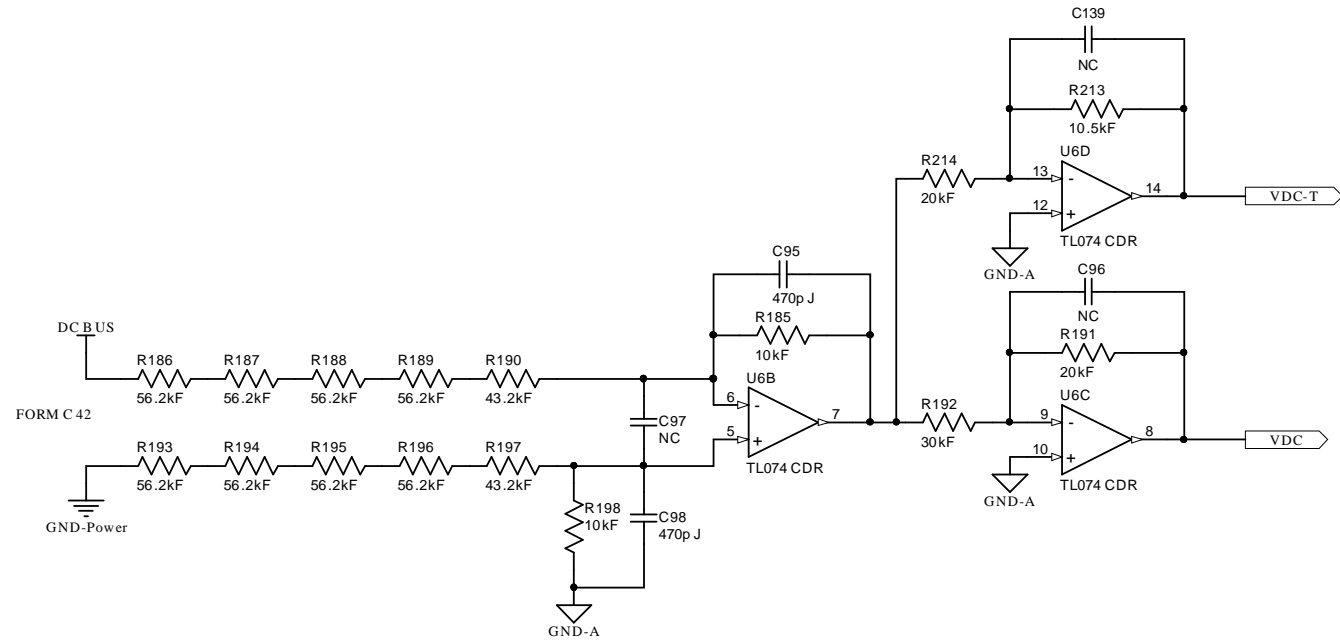 C139
NC
R213
10.5kF
U6D
R214
20kF
13
-
12
+
14
VDC-T
TL074 CDR
GND-A
C95
470p J
R185
10kF
U6B
6
-
5
+
7
TL074 CDR
C96
NC
R191
20kF
U6C
R192
30kF
9
-
10
+
8
VDC
TL074 CDR
GND-A
DC BUS
R186
56.2kF
R187
56.2kF
R188
56.2kF
R189
56.2kF
R190
43.2kF
FORM C 42
C97
NC
R193
56.2kF
R194
56.2kF
R195
56.2kF
R196
56.2kF
R197
43.2kF
GND-Power
R198
10kF
C98
470p J
GND-A